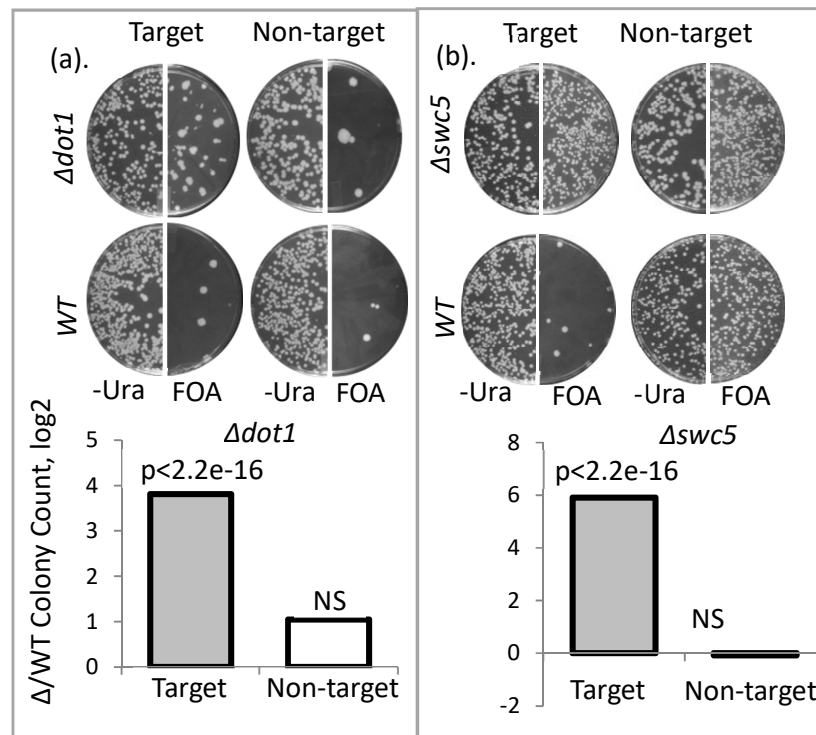 (a).
Target Non-target
Δdot1
WT
-Ura FOA -Ura FOA
Δdot1
Δ/WT Colony Count, log2
5
4
3
2
1
0
p<2.2e-16
NS
Target Non-target
(b).
Target Non-target
Δswc5
WT
-Ura FOA -Ura FOA
Δswc5
8
6
4
2
0
-2
p<2.2e-16
NS
Target Non-target